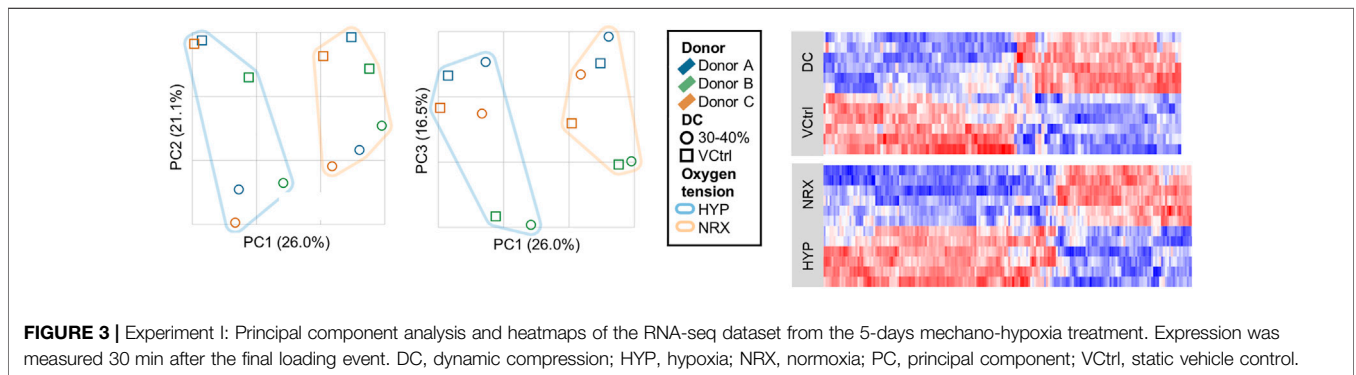 PC2 (21.1%)
PC1 (26.0%)
PC3 (16.5%)
PC1 (26.0%)
Donor
Donor A
Donor B
Donor C
DC
30-40%
VCtrl
Oxygen
tension
HYP
NRX
DC
VCtrl
NRX
HYP
FIGURE 3 | Experiment I: Principal component analysis and heatmaps of the RNA-seq dataset from the 5-days mechano-hypoxia treatment. Expression was
measured 30 min after the final loading event. DC, dynamic compression; HYP, hypoxia; NRX, normoxia; PC, principal component; VCtrl, static vehicle control.